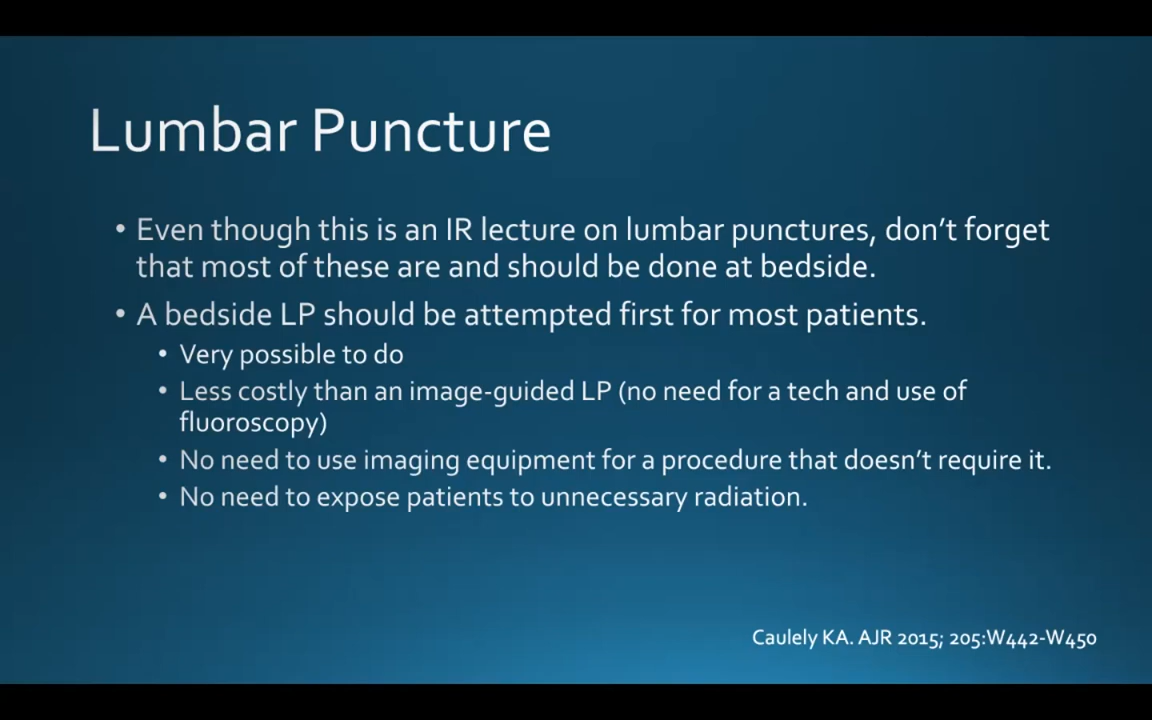 Lumbar Puncture
• Even though this is an IR lecture on lumbar punctures, don’t forget
that most of these are and should be done at bedside.
• A bedside LP should be attempted first for most patients.
• Very possible to do
• Less costly than an image-guided LP (no need for a tech and use of
fluoroscopy)
• No need to use imaging equipment for a procedure that doesn’t require it.
• No need to expose patients to unnecessary radiation.
Caulely KA. AJR 2015; 205:W442-W450